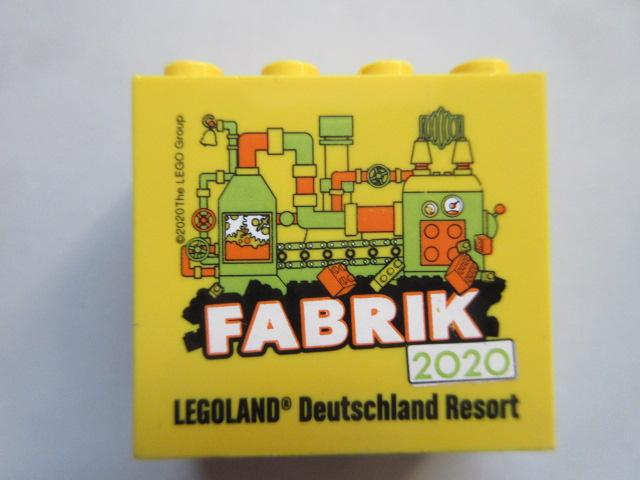 ©2020 The LEGO Group
FABRIK
2020
LEGOLAND® Deutschland Resort